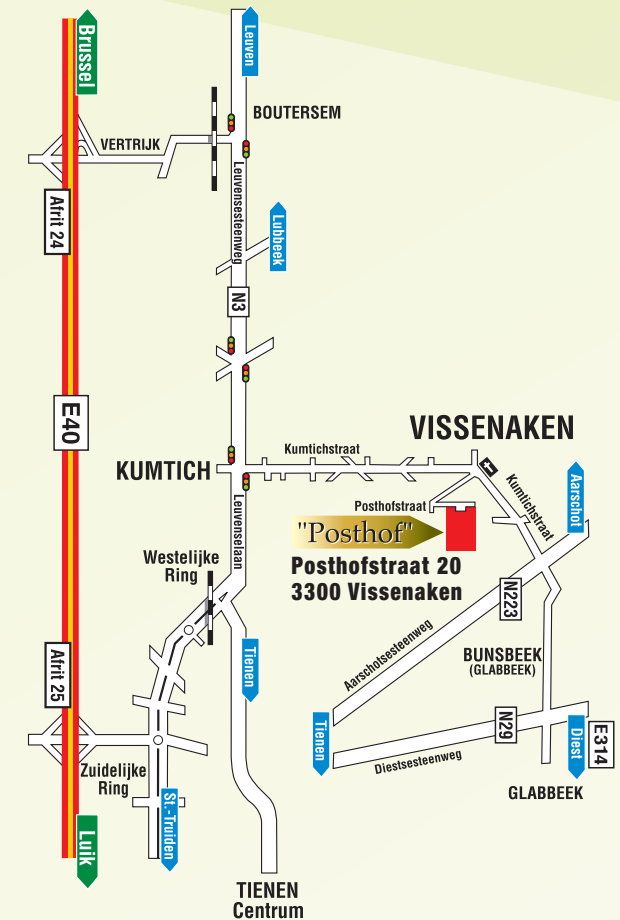 Brussel
Leuven
BOUTERSEM
VERTRIJK
Leuvensesteenweg
Afrit 24
Lubbeek
N3
E40
VISSENAKEN
Kumtichstraat
KUMTICH
Aarschot
Kumtichstraat
Posthofstraat
Leuvenselaan
"Posthof"
Posthofstraat 20
3300 Vissenaken
Westelijke
Ring
N223
Aarschotsesteenweg
BUNSBEEK
(GLABBEEK)
Afrit 25
Tienen
Tienen
N29
Diest
E314
Diestsesteenweg
Zuidelijke
Ring
St.-Truiden
GLABBEEK
Luik
TIENEN
Centrum